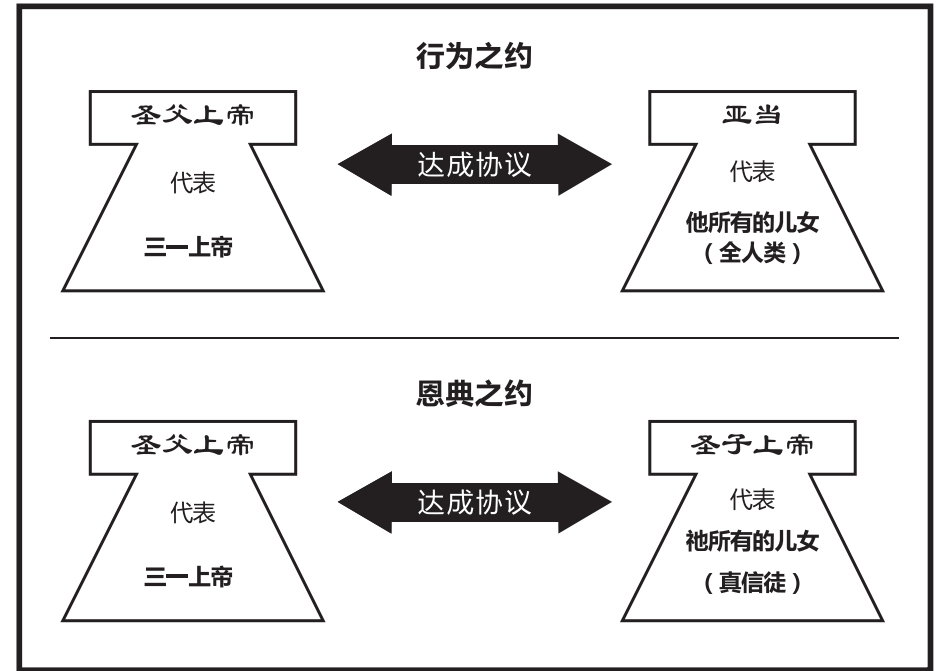 行为之约
圣父上帝
代表
三一上帝
达成协议
亚当
代表
他所有的儿女
（全人类）
恩典之约
圣父上帝
代表
三一上帝
达成协议
圣子上帝
代表
祂所有的儿女
（真信徒）